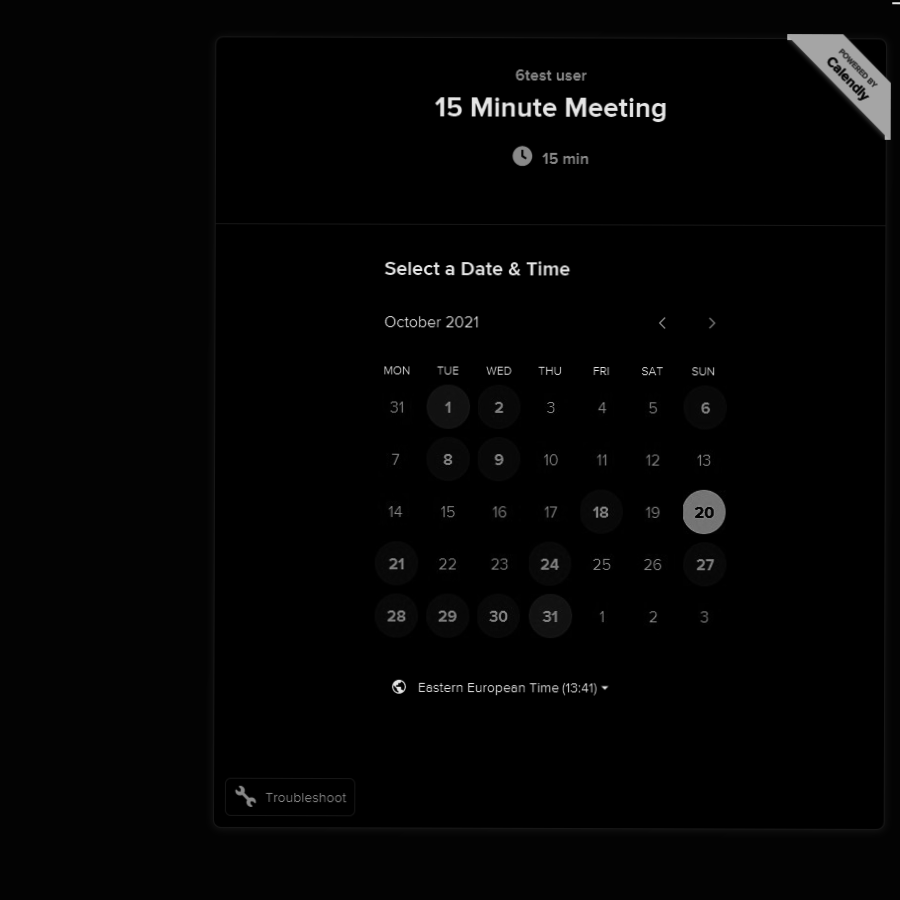 POWERED BY
Calendly
6test user
15 Minute Meeting
15 min
Select a Date & Time
October 2021
MON TUE WED THU FRI SAT SUN
31 1 2 3 4 5 6
7 8 9 10 11 12 13
14 15 16 17 18 19 20
21 22 23 24 25 26 27
28 29 30 31 1 2 3
Eastern European Time (13:41)
Troubleshoot